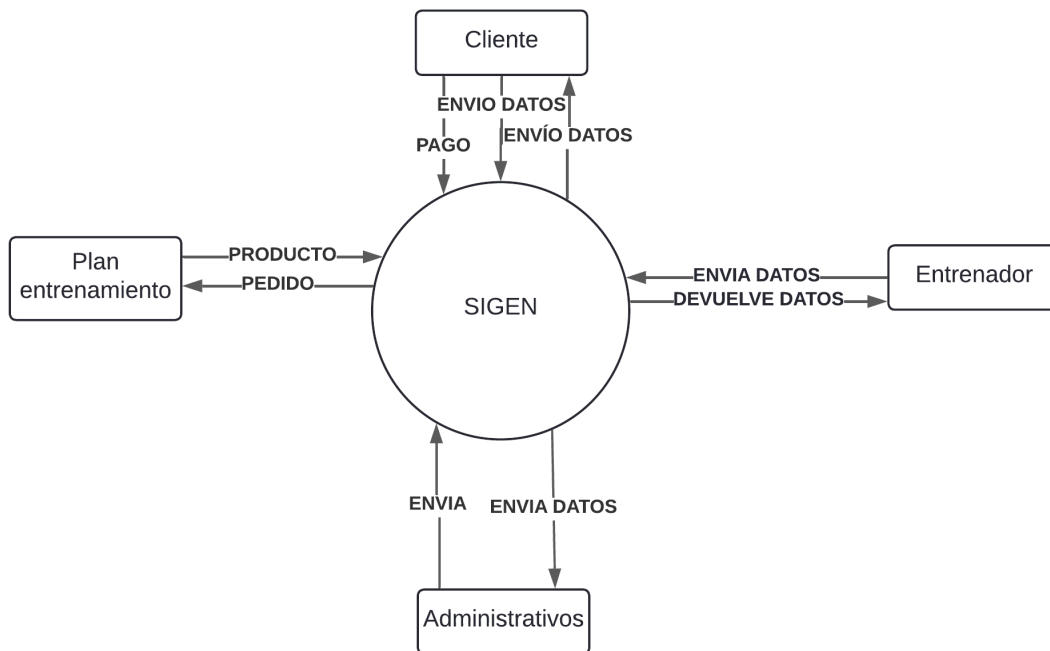 Cliente
ENVIO DATOS
ENVÍO DATOS
PAGO
Plan
entrenamiento
PRODUCTO
PEDIDO
SIGEN
ENVIA DATOS
DEVUELVE DATOS
Entrenador
ENVIA
ENVIA DATOS
Administrativos